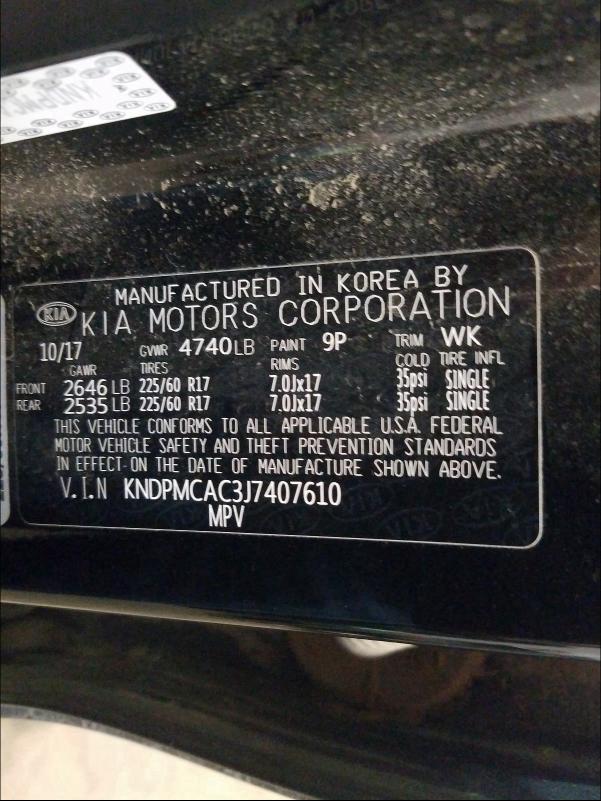 MANUFACTURED IN KOREA BY
KIA KIA MOTORS CORPORATION
10/17 GVWR 4740LB PAINT 9P TRIM WK
GAWR TIRES RIMS COLD TIRE INFL
FRONT 2646 LB 225/60 R17 7.0Jx17 35psi SINGLE
REAR 2535 LB 225/60 R17 7.0Jx17 35psi SINGLE
THIS VEHICLE CONFORMS TO ALL APPLICABLE U.S.A. FEDERAL
MOTOR VEHICLE SAFETY AND THEFT PREVENTION STANDARDS
IN EFFECT ON THE DATE OF MANUFACTURE SHOWN ABOVE.
V.I.N KNDPMCAC3J7407610
MPV